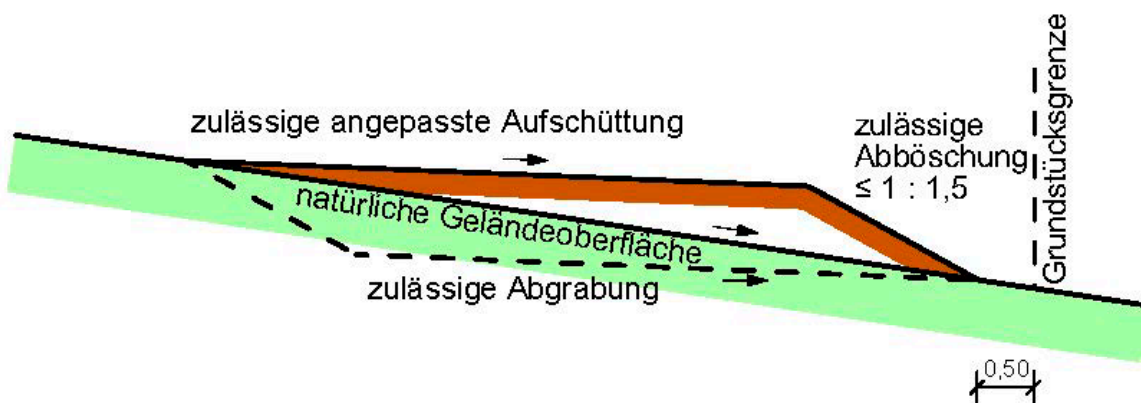 zulässige angepasste Aufschüttung
zulässige
Abböschung
≤ 1 : 1,5
Grundstücksgrenze
natürliche Geländeoberfläche
zulässige Abgrabung
0,50